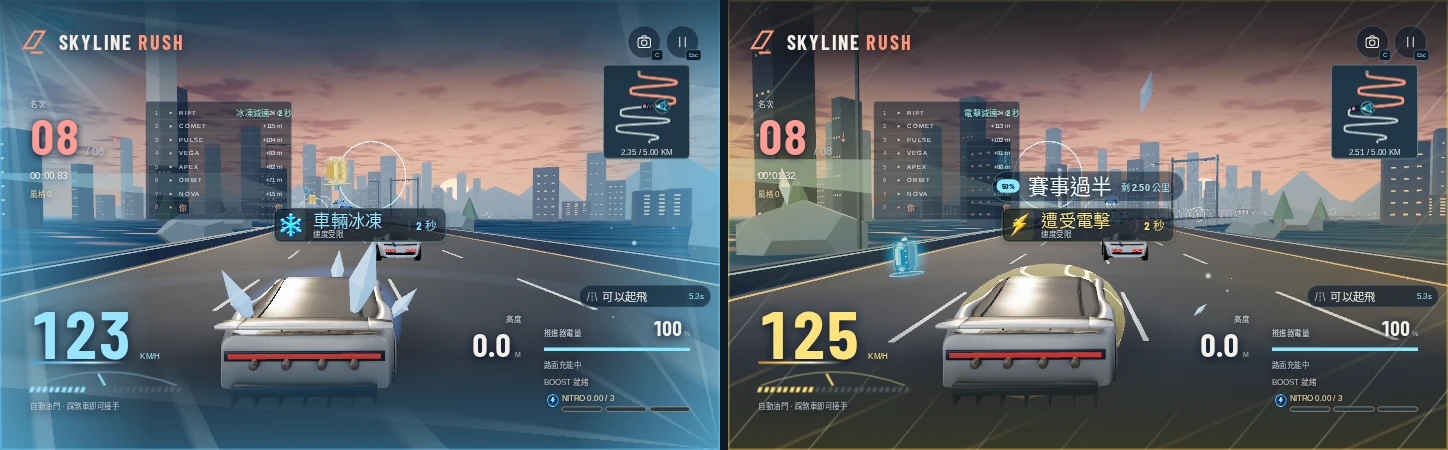 SKYLINE RUSH
C
Esc
2.35 / 5.00 KM
名次
08 / 08
00:00.83
風格 0
1 RIFT
2 COMET +115 m
3 PULSE +104 m
4 VEGA +93 m
5 APEX +82 m
6 ORBIT +71 m
7 NOVA +15 m
8 你
冰凍減速 2 秒
車輛冰凍
速度受限
2 秒
可以起飛 5.3s
123 KM/H
自動油門 · 踩煞車即可接手
高度
0.0 M
推進器電量 100 %
路面充能中
BOOST 就緒
NITRO 0.00 / 3
SKYLINE RUSH
C
Esc
2.51 / 5.00 KM
名次
08 / 08
00:01.32
風格 0
1 RIFT
2 COMET +113 m
3 PULSE
4 VEGA +91 m
5 APEX
6 ORBIT
7 NOVA
8 你
電擊減速 2 秒
50% 賽事過半 剩 2.50 公里
遭受電擊
速度受限
2 秒
可以起飛 5.3s
125 KM/H
自動油門 · 踩煞車即可接手
高度
0.0 M
推進器電量 100 %
路面充能中
BOOST 就緒
NITRO 0.00 / 3